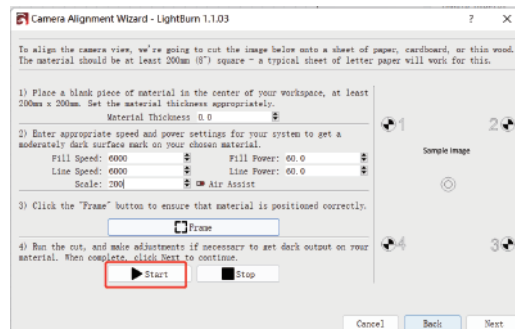 Camera Alignment Wizard - LightBurn 1.1.03
To align the camera view, we're going to cut the image below onto a sheet of paper, cardboard, or thin wood.
The material should be at least 200mm (8") square - a typical sheet of letter paper will work for this.
1) Place a blank piece of material in the center of your workspace, at least
200mm x 200mm. Set the material thickness appropriately.
Material Thickness 0.0
2) Enter appropriate speed and power settings for your system to get a
moderately dark surface mark on your chosen material.
Fill Speed: 6000 Fill Power: 60.0
Line Speed: 6000 Line Power: 60.0
Scale: 200 Air Assist
3) Click the "Frame" button to ensure that material is positioned correctly.
Frame
4) Run the cut, and make adjustments if necessary to get dark output on your
material. When complete, click Next to continue.
Start Stop
1 2
Sample Image
4 3
Cancel Back Next